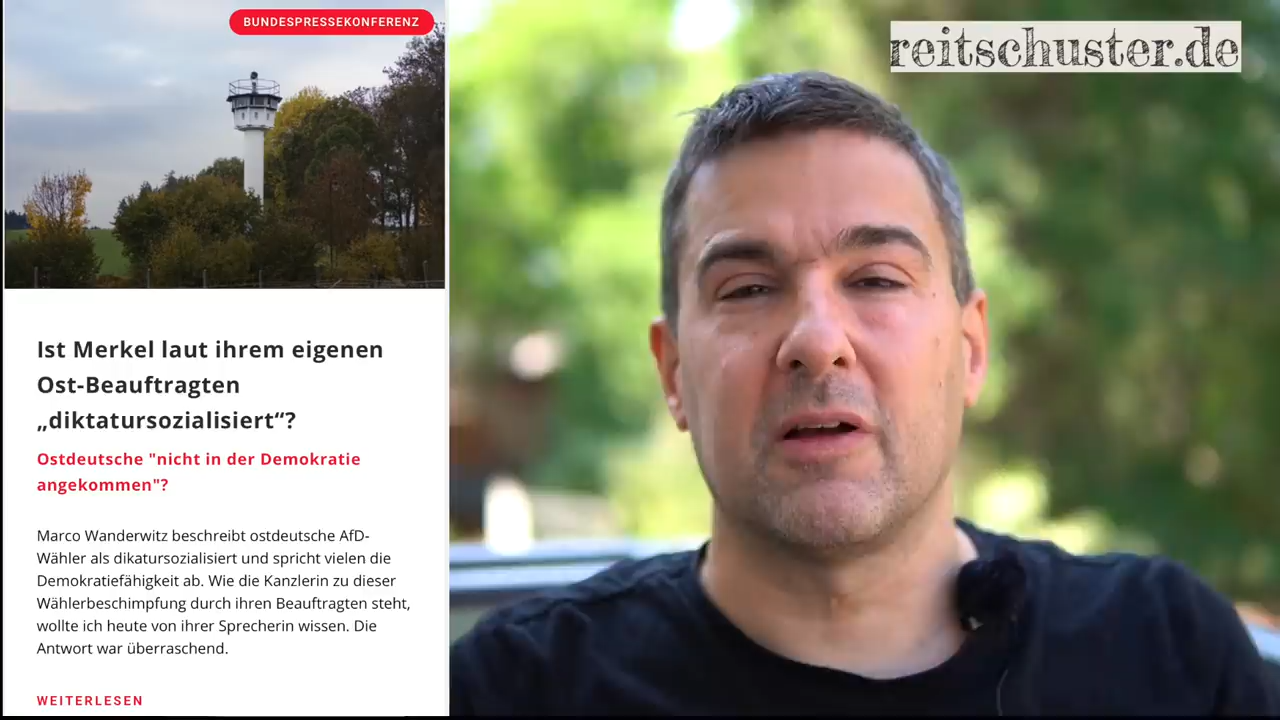 BUNDESPRESSEKONFERENZ
reitschuster.de
Ist Merkel laut ihrem eigenen
Ost-Beauftragten
„diktatursozialisiert“?
Ostdeutsche "nicht in der Demokratie
angekommen"?
Marco Wanderwitz beschreibt ostdeutsche AfD-
Wähler als dikatursozialisiert und spricht vielen die
Demokratiefähigkeit ab. Wie die Kanzlerin zu dieser
Wählerbeschimpfung durch ihren Beauftragten steht,
wollte ich heute von ihrer Sprecherin wissen. Die
Antwort war überraschend.
WEITERLESEN